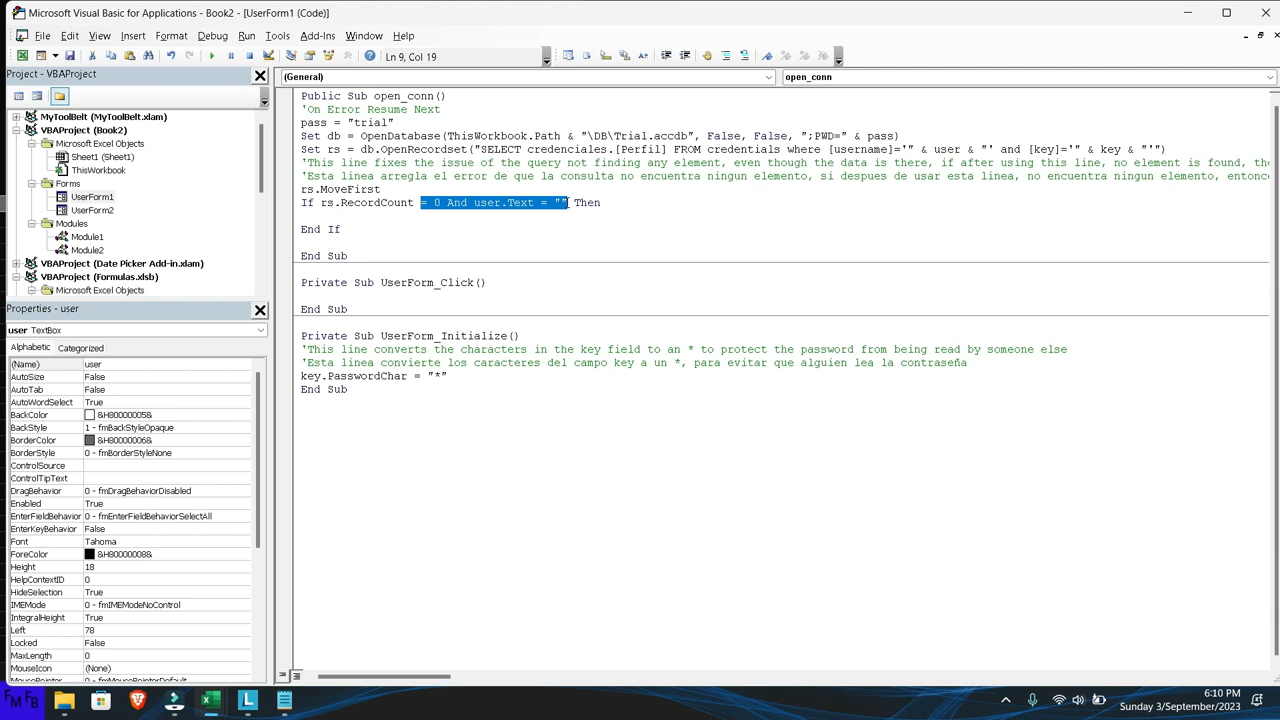 Microsoft Visual Basic for Applications - Book2 - [UserForm1 (Code)]
File Edit View Insert Format Debug Run Tools Add-Ins Window Help
Ln 9, Col 19
Project - VBAProject
MyToolBelt (MyToolBelt.xlam)
VBAProject (Book2)
Microsoft Excel Objects
Sheet1 (Sheet1)
ThisWorkbook
Forms
UserForm1
UserForm2
Modules
Module1
Module2
VBAProject (Date Picker Add-in.xlam)
VBAProject (Formulas.xlsb)
Microsoft Excel Objects
Properties - user
user TextBox
Alphabetic Categorized
(Name) user
AutoSize False
AutoTab False
AutoWordSelect True
BackColor &H80000005&
BackStyle 1 - fmBackStyleOpaque
BorderColor &H80000006&
BorderStyle 0 - fmBorderStyleNone
ControlSource
ControlTipText
DragBehavior 0 - fmDragBehaviorDisabled
Enabled True
EnterFieldBehavior 0 - fmEnterFieldBehaviorSelectAll
EnterKeyBehavior False
Font Tahoma
ForeColor &H80000008&
Height 18
HelpContextID 0
HideSelection True
IMEMode 0 - fmIMEModeNoControl
IntegralHeight True
Left 78
Locked False
MaxLength 0
MouseIcon (None)
MousePointer 0 - fmMousePointerDefault
(General) open_conn
Public Sub open_conn()
'On Error Resume Next
pass = "trial"
Set db = OpenDatabase(ThisWorkbook.Path & "\DB\Trial.accdb", False, False, ";PWD=" & pass)
Set rs = db.OpenRecordset("SELECT credenciales.[Perfil] FROM credentials where [username]='" & user & "' and [key]='" & key & "'")
'This line fixes the issue of the query not finding any element, even though the data is there, if after using this line, no element is found, the
'Esta linea arregla el error de que la consulta no encuentra ningun elemento, si despues de usar esta linea, no encuentra ningun elemento, entonce
rs.MoveFirst
If rs.RecordCount = 0 And user.Text = "" Then
End If
End Sub
Private Sub UserForm_Click()
End Sub
Private Sub UserForm_Initialize()
'This line converts the characters in the key field to an * to protect the password from being read by someone else
'Esta linea convierte los caracteres del campo key a un *, para evitar que alguien lea la contraseña
key.PasswordChar = "*"
End Sub
6:10 PM
Sunday 3/September/2023